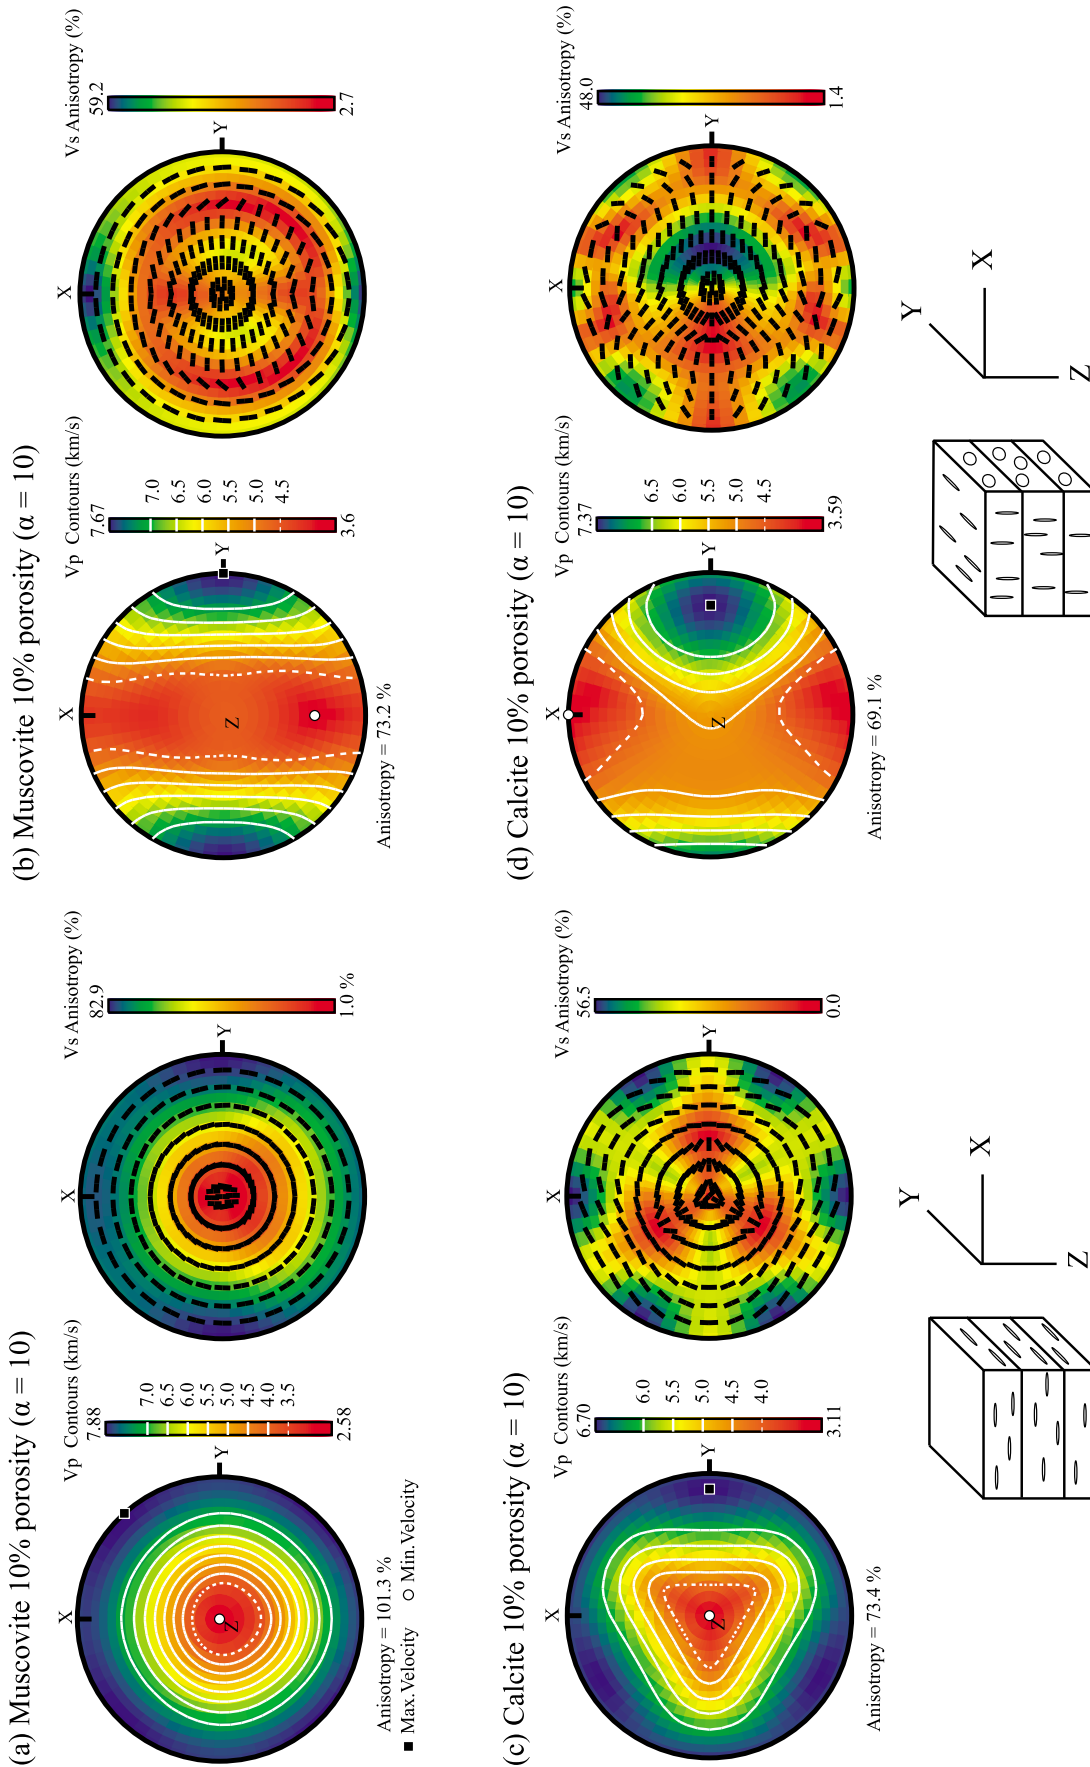 (a) Muscovite 10% porosity (α = 10)
Vp Contours (km/s)
7.88
7.0
6.5
6.0
5.5
5.0
4.5
4.0
3.5
2.58
X
Y
Z
Anisotropy = 101.3 %
Max.Velocity
Min.Velocity
Vs Anisotropy (%)
82.9
1.0 %
X
Y
(b) Muscovite 10% porosity (α = 10)
Vp Contours (km/s)
7.67
7.0
6.5
6.0
5.5
5.0
4.5
3.6
X
Y
Z
Anisotropy = 73.2 %
Vs Anisotropy (%)
59.2
2.7
X
Y
(c) Calcite 10% porosity (α = 10)
Vp Contours (km/s)
6.70
6.0
5.5
5.0
4.5
4.0
3.11
X
Y
Z
Anisotropy = 73.4 %
Vs Anisotropy (%)
56.5
0.0
X
Y
(d) Calcite 10% porosity (α = 10)
Vp Contours (km/s)
7.37
6.5
6.0
5.5
5.0
4.5
3.59
X
Y
Z
Anisotropy = 69.1 %
Vs Anisotropy (%)
48.0
1.4
X
Y
Y
X
Z
Y
X
Z